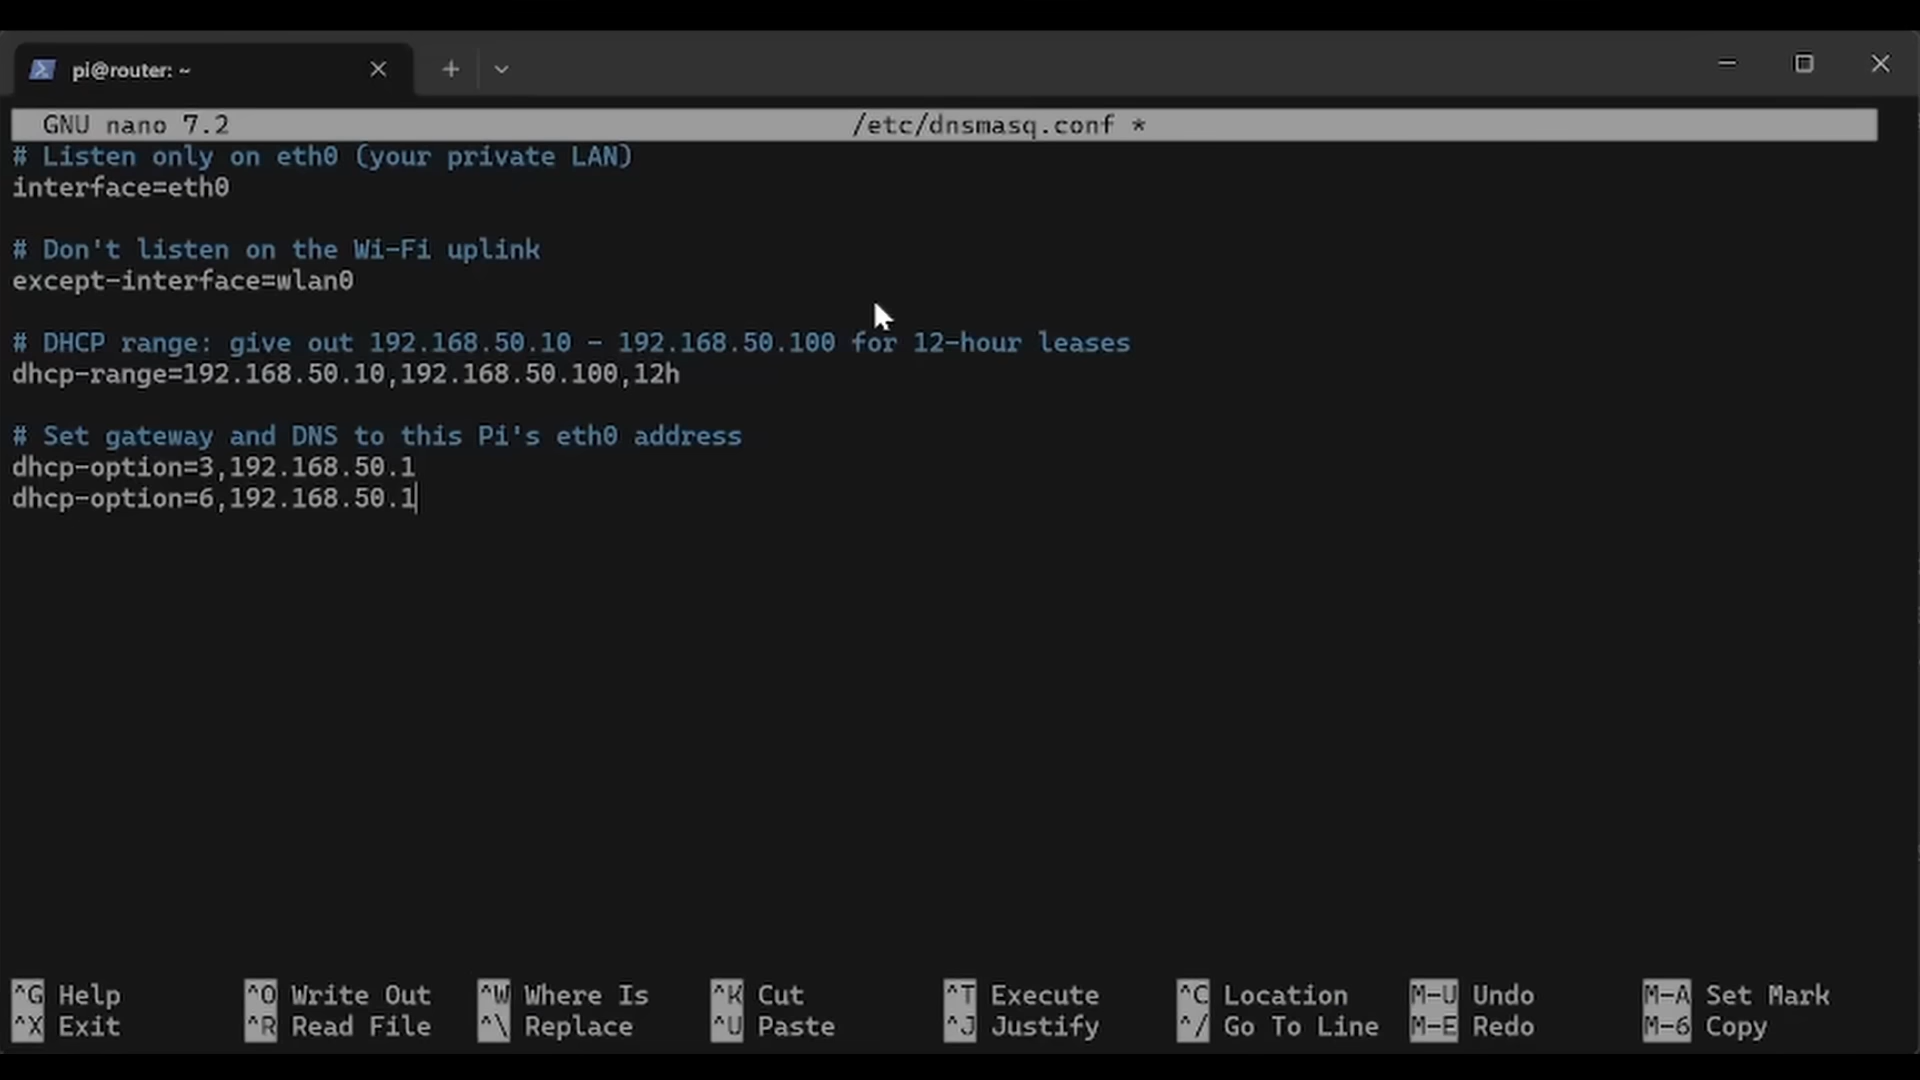 pi@router: ~
GNU nano 7.2 /etc/dnsmasq.conf *
# Listen only on eth0 (your private LAN)
interface=eth0
# Don't listen on the Wi-Fi uplink
except-interface=wlan0
# DHCP range: give out 192.168.50.10 - 192.168.50.100 for 12-hour leases
dhcp-range=192.168.50.10,192.168.50.100,12h
# Set gateway and DNS to this Pi's eth0 address
dhcp-option=3,192.168.50.1
dhcp-option=6,192.168.50.1
^G Help ^O Write Out ^W Where Is ^K Cut ^T Execute ^C Location M-U Undo M-A Set Mark
^X Exit ^R Read File ^\ Replace ^U Paste ^J Justify ^/ Go To Line M-E Redo M-6 Copy